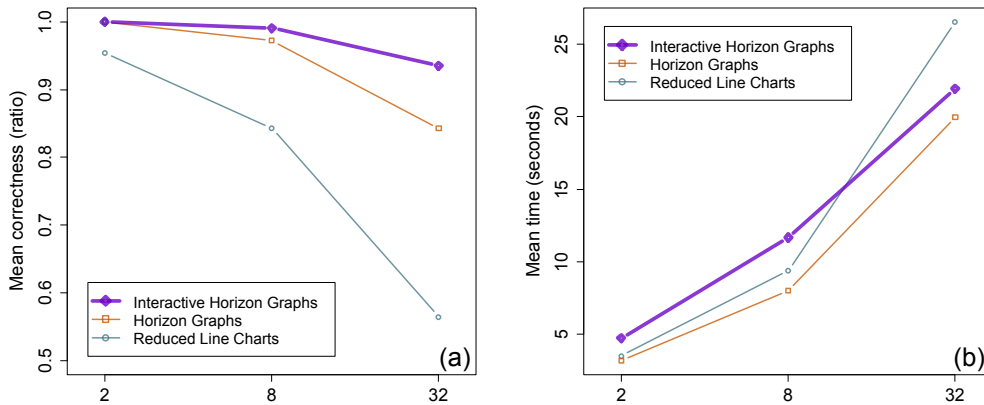 Mean correctness (ratio)
1.0
0.9
0.8
0.7
0.6
0.5
Interactive Horizon Graphs
Horizon Graphs
Reduced Line Charts
(a)
2 8 32
Mean time (seconds)
25
20
15
10
5
Interactive Horizon Graphs
Horizon Graphs
Reduced Line Charts
(b)
2 8 32